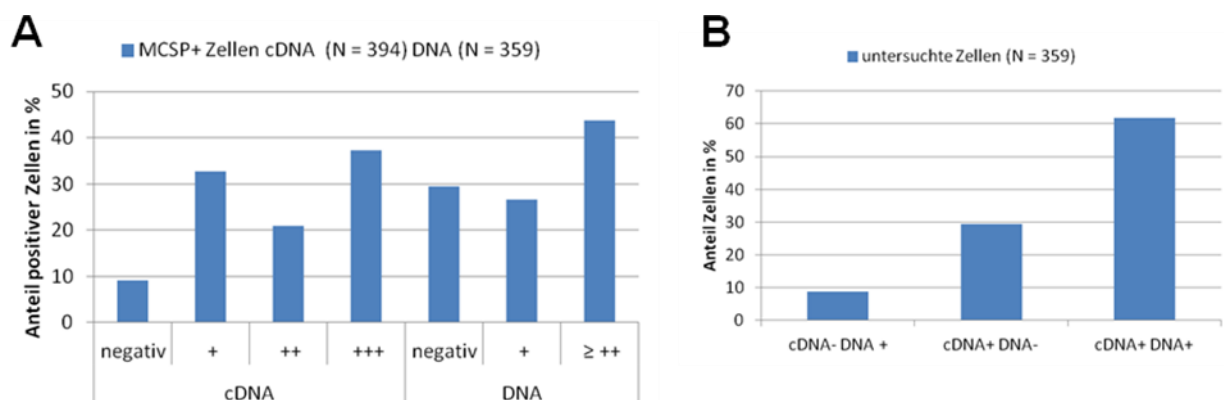 A
MCSP+ Zellen cDNA (N = 394) DNA (N = 359)
Anteil positiver Zellen in %
50
40
30
20
10
0
negativ + ++ +++ negativ + ≥ ++
cDNA DNA
B
untersuchte Zellen (N = 359)
Anteil Zellen in %
70
60
50
40
30
20
10
0
cDNA- DNA + cDNA+ DNA- cDNA+ DNA+